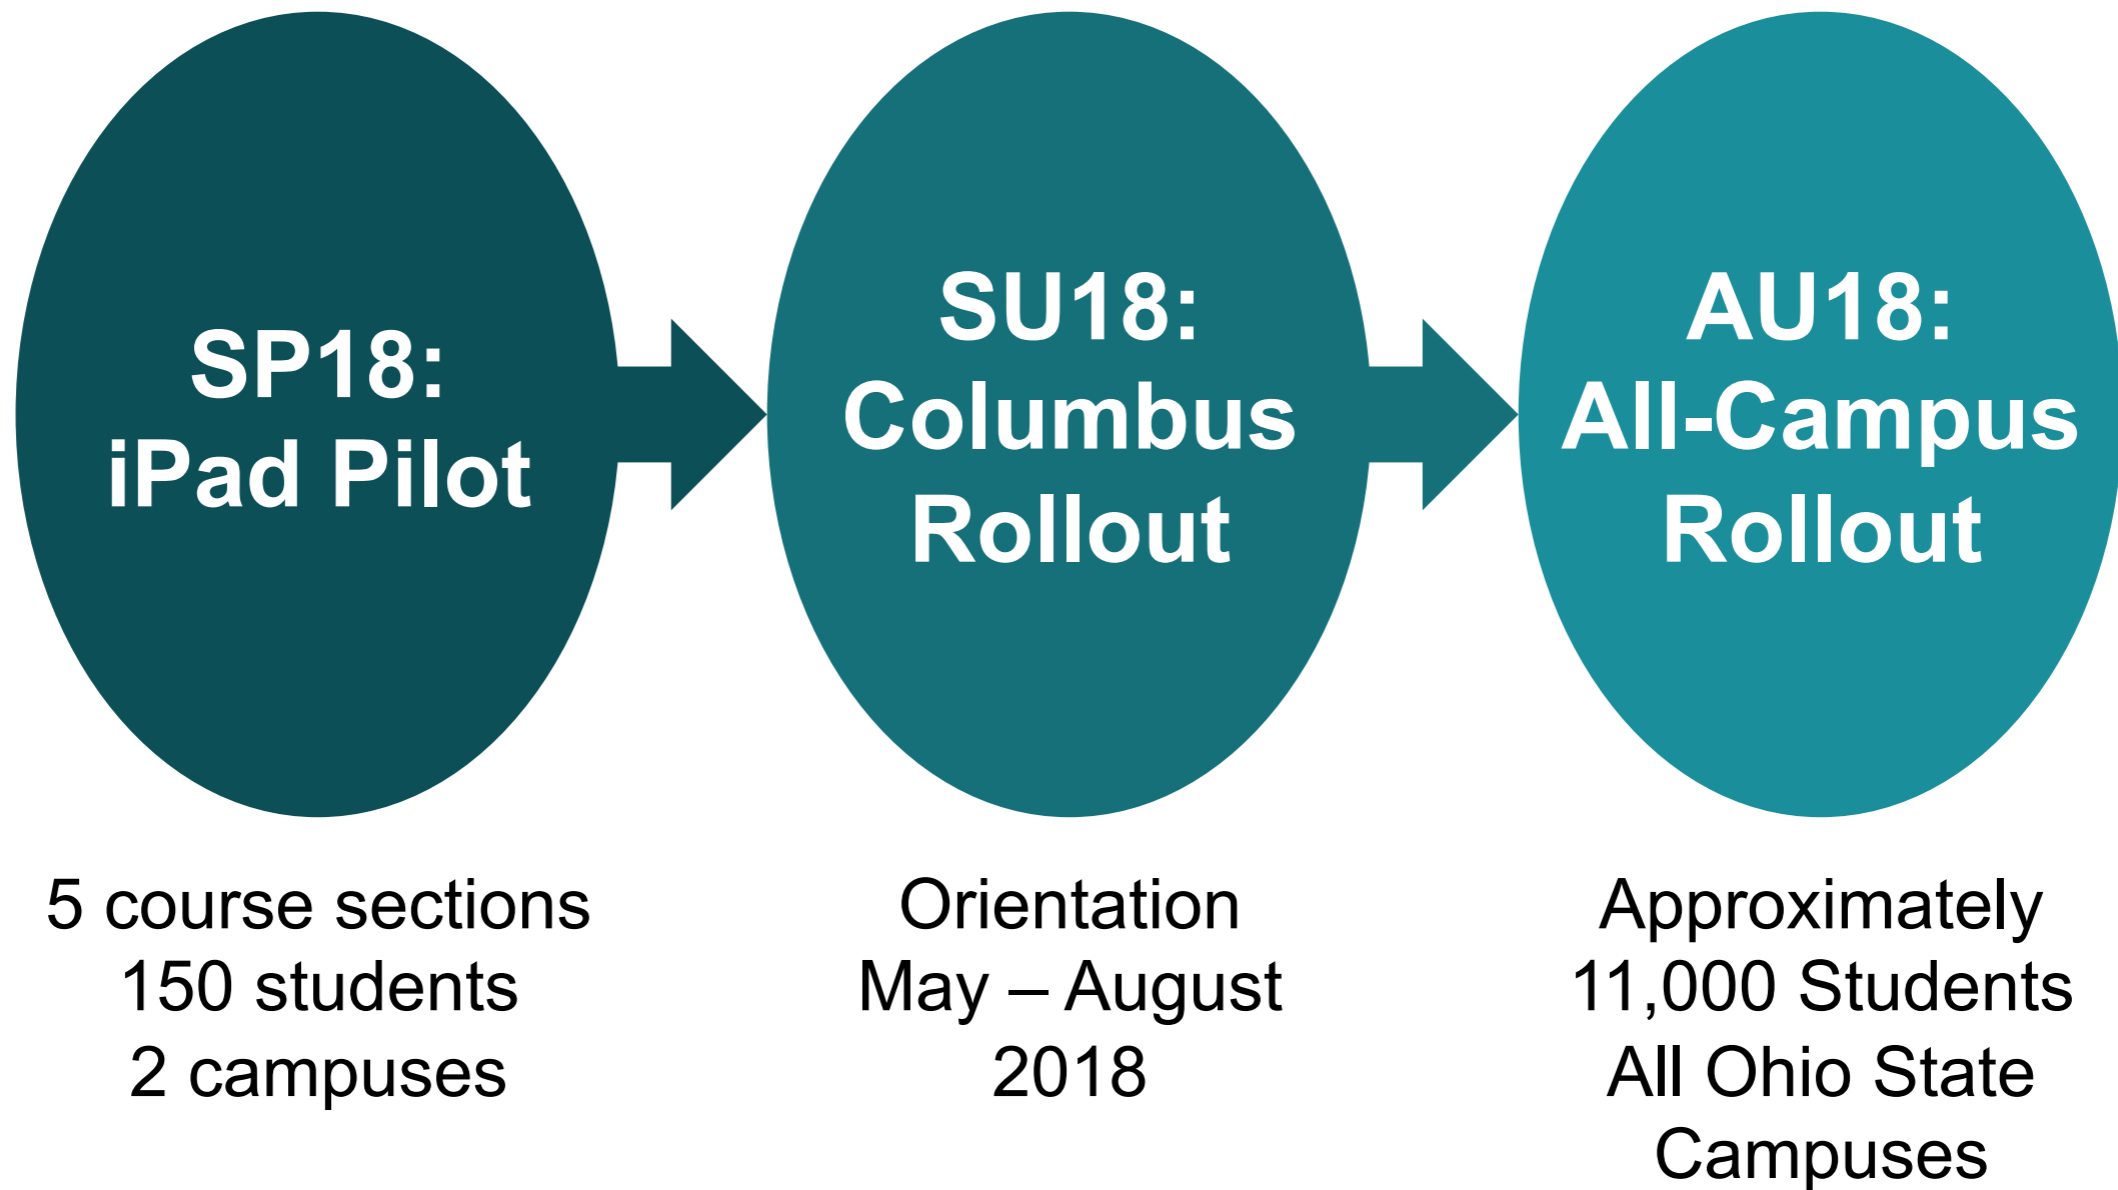 SP18:
iPad Pilot
SU18:
Columbus
Rollout
AU18:
All-Campus
Rollout
5 course sections
150 students
2 campuses
Orientation
May – August
2018
Approximately
11,000 Students
All Ohio State
Campuses